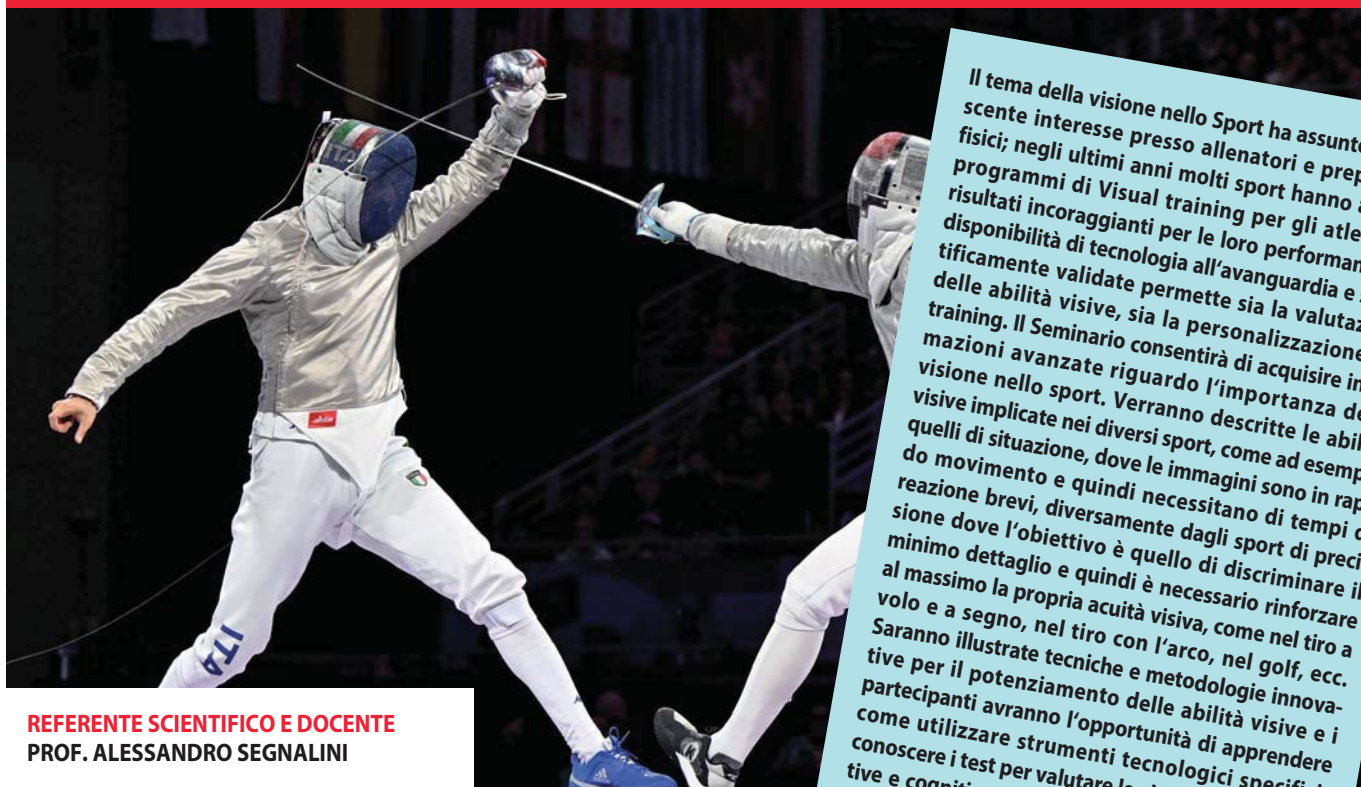 ITA
ITA
REFERENTE SCIENTIFICO E DOCENTE
PROF. ALESSANDRO SEGNALINI
Il tema della visione nello Sport ha assunto
scente interesse presso allenatori e prep
fisici; negli ultimi anni molti sport hanno a
programmi di Visual training per gli atle
risultati incoraggianti per le loro performan
disponibilità di tecnologia all‘avanguardia e
tificamente validate permette sia la valutaz
delle abilità visive, sia la personalizzazione
training. Il Seminario consentirà di acquisire in
mazioni avanzate riguardo l’importanza de
visione nello sport. Verranno descritte le abil
visive implicate nei diversi sport, come ad esemp
quelli di situazione, dove le immagini sono in rap
do movimento e quindi necessitano di tempi d
reazione brevi, diversamente dagli sport di preci
sione dove l‘obiettivo è quello di discriminare il
minimo dettaglio e quindi è necessario rinforzare
al massimo la propria acuità visiva, come nel tiro a
volo e a segno, nel tiro con l’arco, nel golf, ecc.
Saranno illustrate tecniche e metodologie innova-
tive per il potenziamento delle abilità visive e i
partecipanti avranno l’opportunità di apprendere
come utilizzare strumenti tecnologici specifici
conoscere i test per valutare le
tive e cogniti